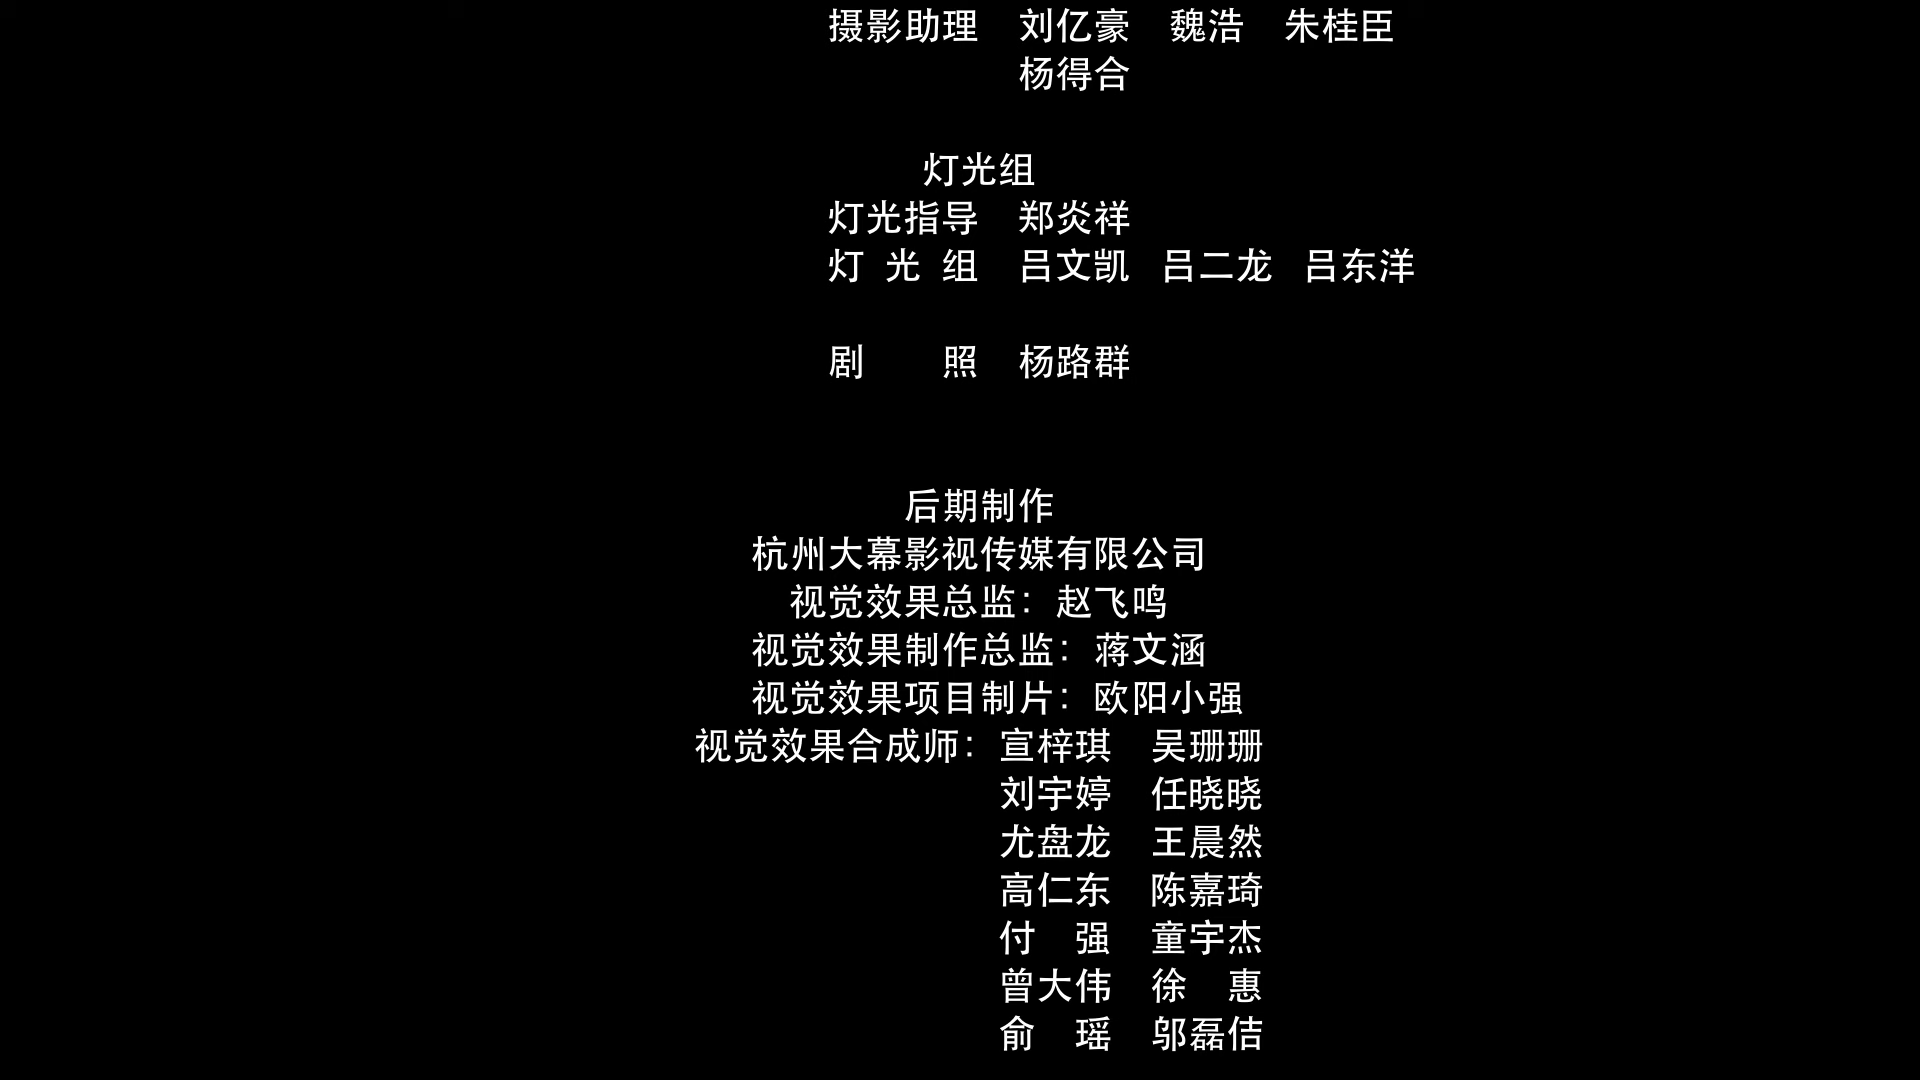 摄影助理 刘亿豪 魏浩 朱桂臣
杨得合
灯光组
灯光指导 郑炎祥
灯 光 组 吕文凯 吕二龙 吕东洋
剧 照 杨路群
后期制作
杭州大幕影视传媒有限公司
视觉效果总监：赵飞鸣
视觉效果制作总监：蒋文涵
视觉效果项目制片：欧阳小强
视觉效果合成师：宣梓琪 吴珊珊
刘宇婷 任晓晓
尤盘龙 王晨然
高仁东 陈嘉琦
付 强 童宇杰
曾大伟 徐 惠
俞 瑶 邬磊佶